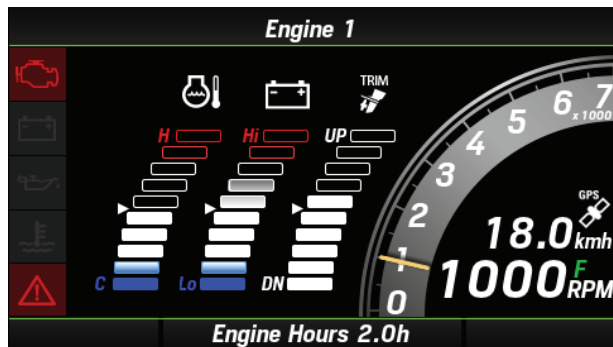 Engine 1
TRIM
H
Hi
UP
C
Lo
DN
7
6
x 1000
5
4
3
2
1
0
GPS
18.0 kmh
F
1000 RPM
Engine Hours 2.0h